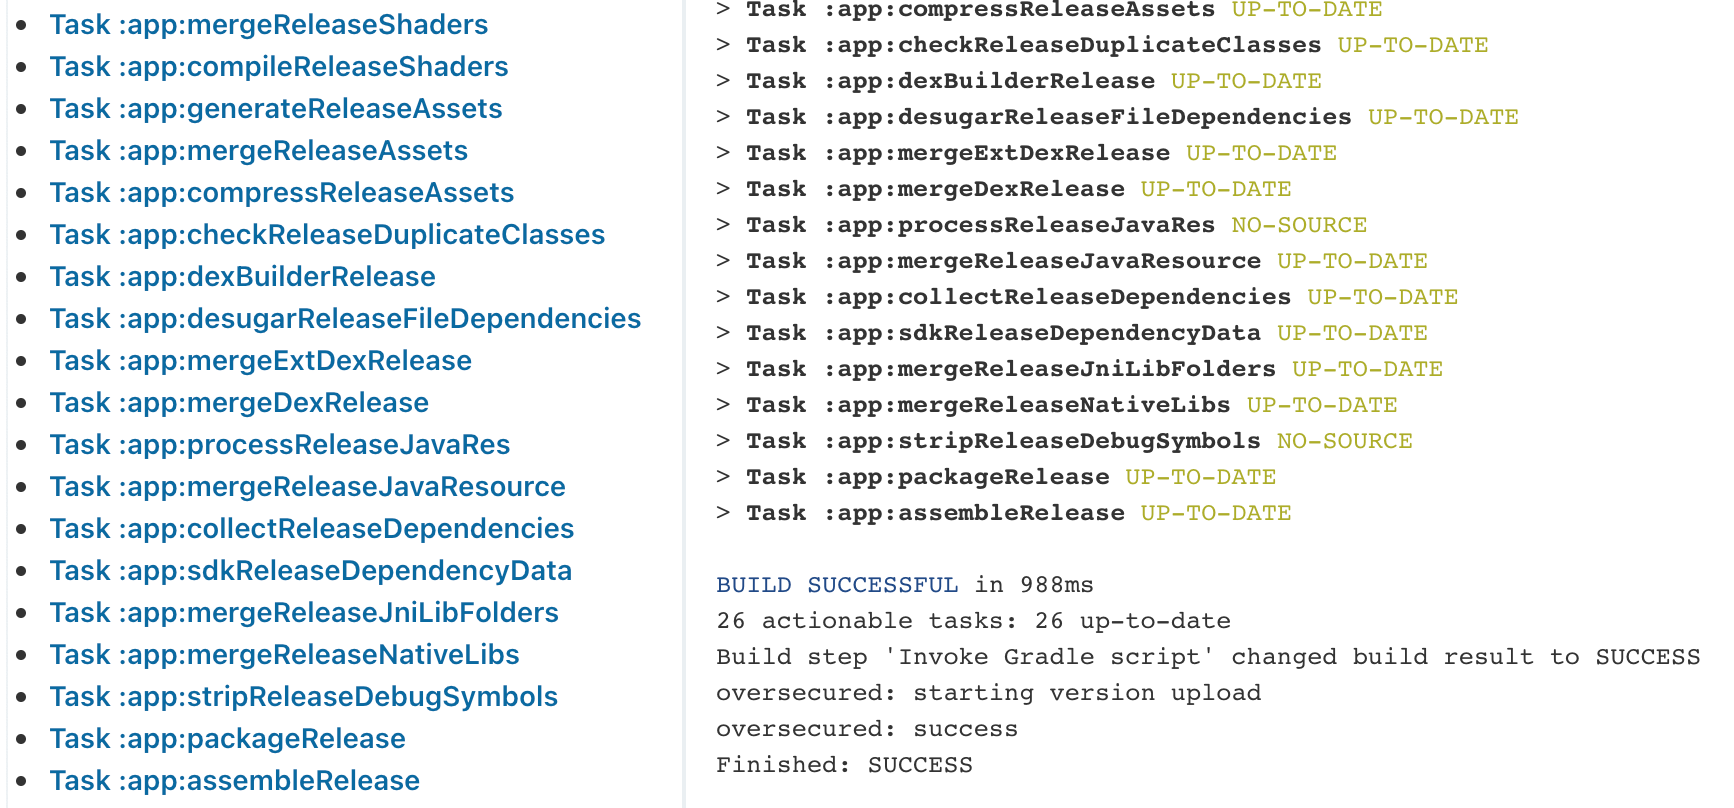 Task :app:mergeReleaseShaders
Task :app:compileReleaseShaders
Task :app:generateReleaseAssets
Task :app:mergeReleaseAssets
Task :app:compressReleaseAssets
Task :app:checkReleaseDuplicateClasses
Task :app:dexBuilderRelease
Task :app:desugarReleaseFileDependencies
Task :app:mergeExtDexRelease
Task :app:mergeDexRelease
Task :app:processReleaseJavaRes
Task :app:mergeReleaseJavaResource
Task :app:collectReleaseDependencies
Task :app:sdkReleaseDependencyData
Task :app:mergeReleaseJniLibFolders
Task :app:mergeReleaseNativeLibs
Task :app:stripReleaseDebugSymbols
Task :app:packageRelease
Task :app:assembleRelease
> Task :app:compressReleaseAssets UP-TO-DATE
> Task :app:checkReleaseDuplicateClasses UP-TO-DATE
> Task :app:dexBuilderRelease UP-TO-DATE
> Task :app:desugarReleaseFileDependencies UP-TO-DATE
> Task :app:mergeExtDexRelease UP-TO-DATE
> Task :app:mergeDexRelease UP-TO-DATE
> Task :app:processReleaseJavaRes NO-SOURCE
> Task :app:mergeReleaseJavaResource UP-TO-DATE
> Task :app:collectReleaseDependencies UP-TO-DATE
> Task :app:sdkReleaseDependencyData UP-TO-DATE
> Task :app:mergeReleaseJniLibFolders UP-TO-DATE
> Task :app:mergeReleaseNativeLibs UP-TO-DATE
> Task :app:stripReleaseDebugSymbols NO-SOURCE
> Task :app:packageRelease UP-TO-DATE
> Task :app:assembleRelease UP-TO-DATE
BUILD SUCCESSFUL in 988ms
26 actionable tasks: 26 up-to-date
Build step 'Invoke Gradle script' changed build result to SUCCESS
oversecured: starting version upload
oversecured: success
Finished: SUCCESS